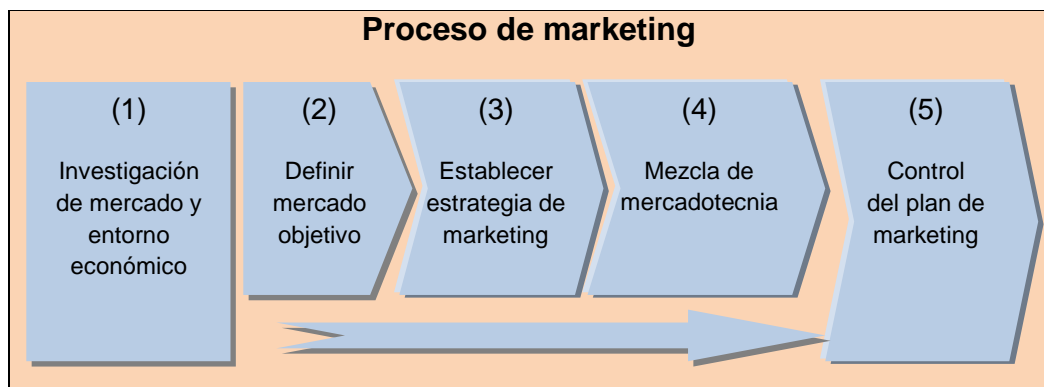 Proceso de marketing
(1)
Investigación
de mercado y
entorno
económico
(2)
Definir
mercado
objetivo
(3)
Establecer
estrategia de
marketing
(4)
Mezcla de
mercadotecnia
(5)
Control
del plan de
marketing